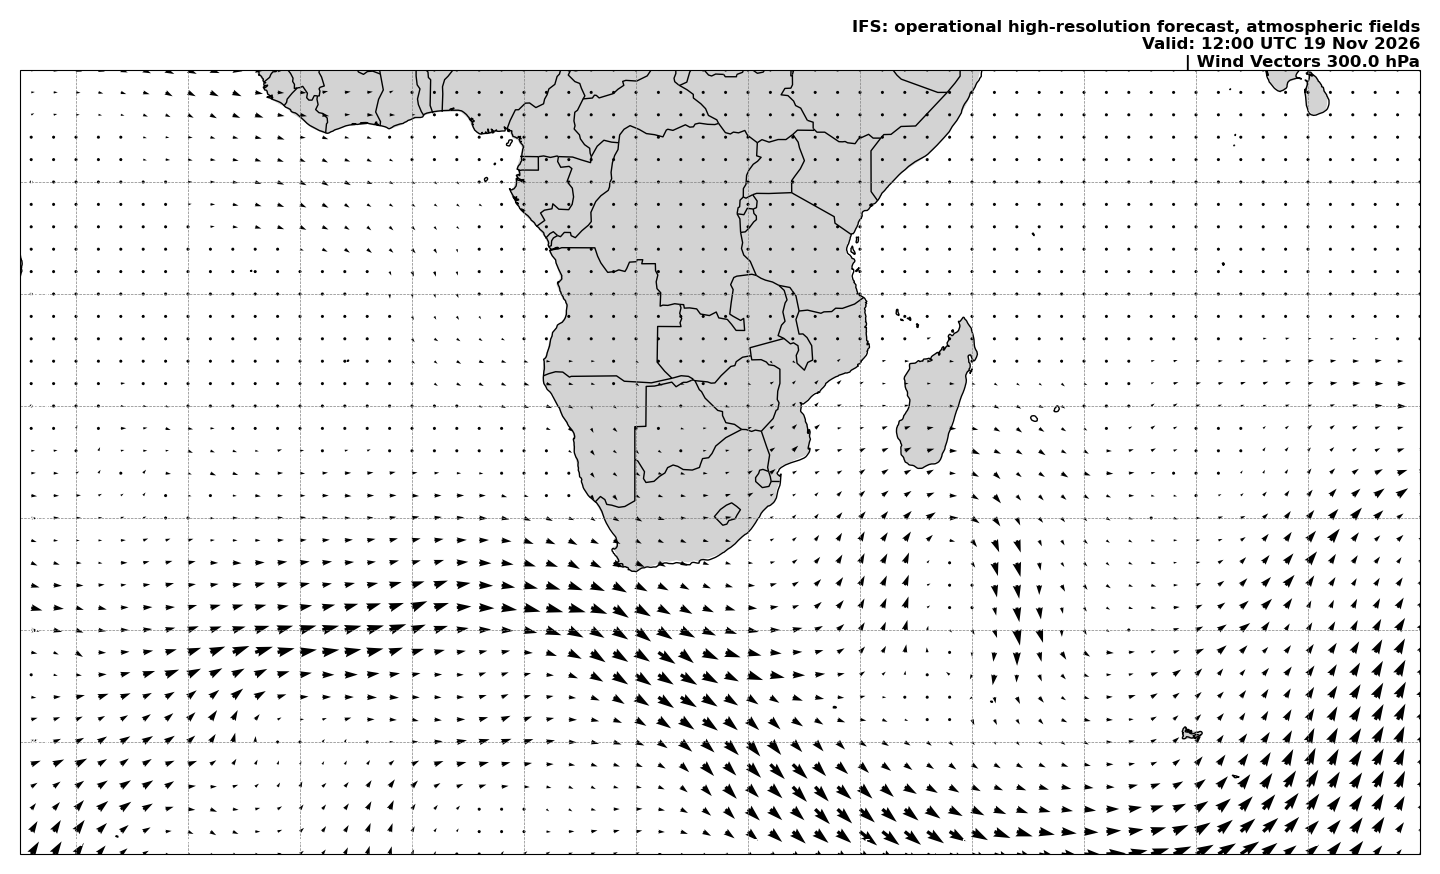 IFS: operational high-resolution forecast, atmospheric fields
Valid: 12:00 UTC 19 Nov 2026
| Wind Vectors 300.0 hPa